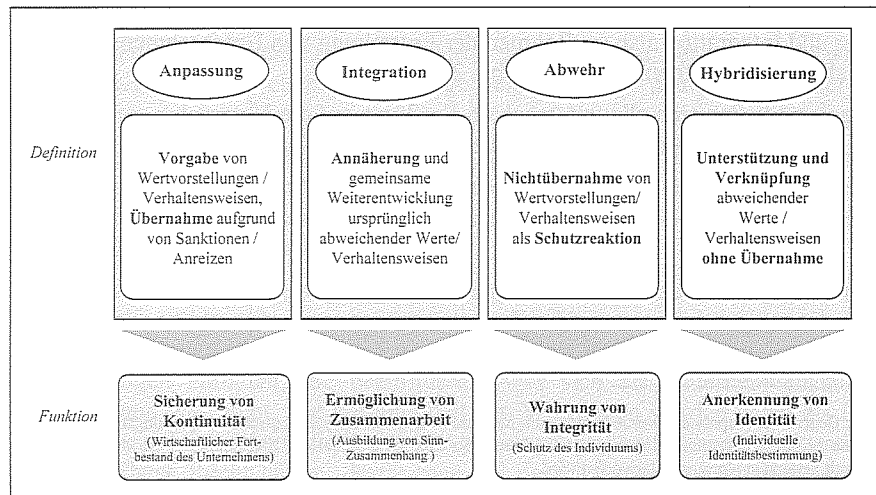 Anpassung
Integration
Abwehr
Hybridisierung
Definition
Vorgabe von
Wertvorstellungen /
Verhaltensweisen,
Übernahme aufgrund
von Sanktionen /
Anreizen
Annäherung und
gemeinsame
Weiterentwicklung
ursprünglich
abweichender Werte/
Verhaltensweisen
Nichtübernahme von
Wertvorstellungen/
Verhaltensweisen
als Schutzreaktion
Unterstützung und
Verknüpfung
abweichender
Werte /
Verhaltensweisen
ohne Übernahme
Funktion
Sicherung von
Kontinuität
(Wirtschaftlicher Fort-
bestand des Unternehmens)
Ermöglichung von
Zusammenarbeit
(Ausbildung von Sinn-
Zusammenhang )
Wahrung von
Integrität
(Schutz des Individuums)
Anerkennung von
Identität
(Individuelle
Identitätsbestimmung)